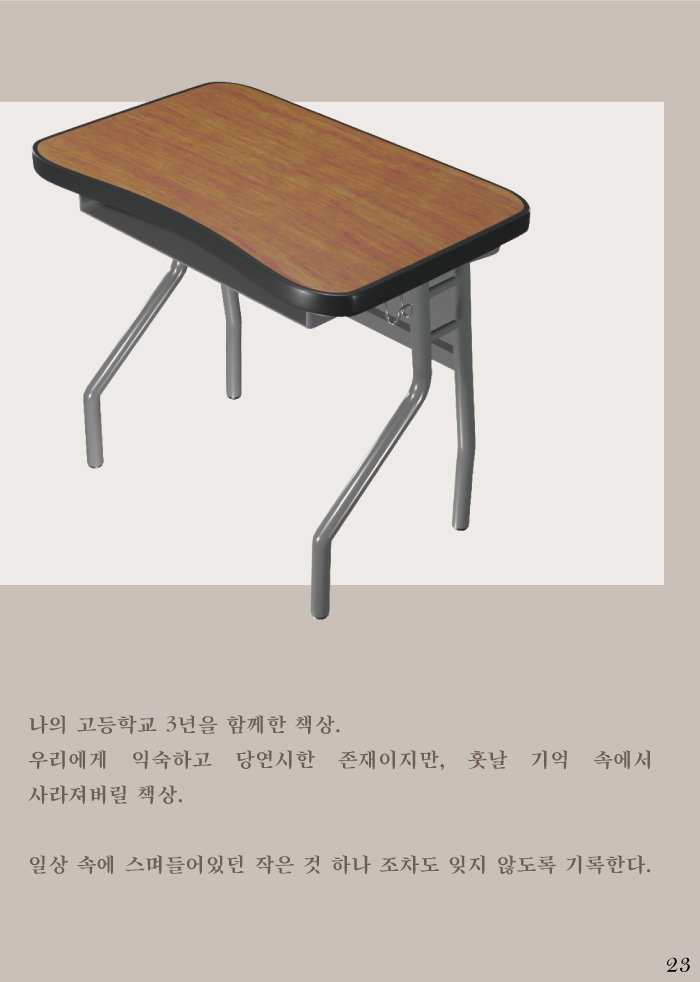 나의 고등학교 3년을 함께한 책상.
우리에게 익숙하고 당연시한 존재이지만, 훗날 기억 속에서
사라져버릴 책상.
일상 속에 스며들어있던 작은 것 하나 조차도 잊지 않도록 기록한다.
23